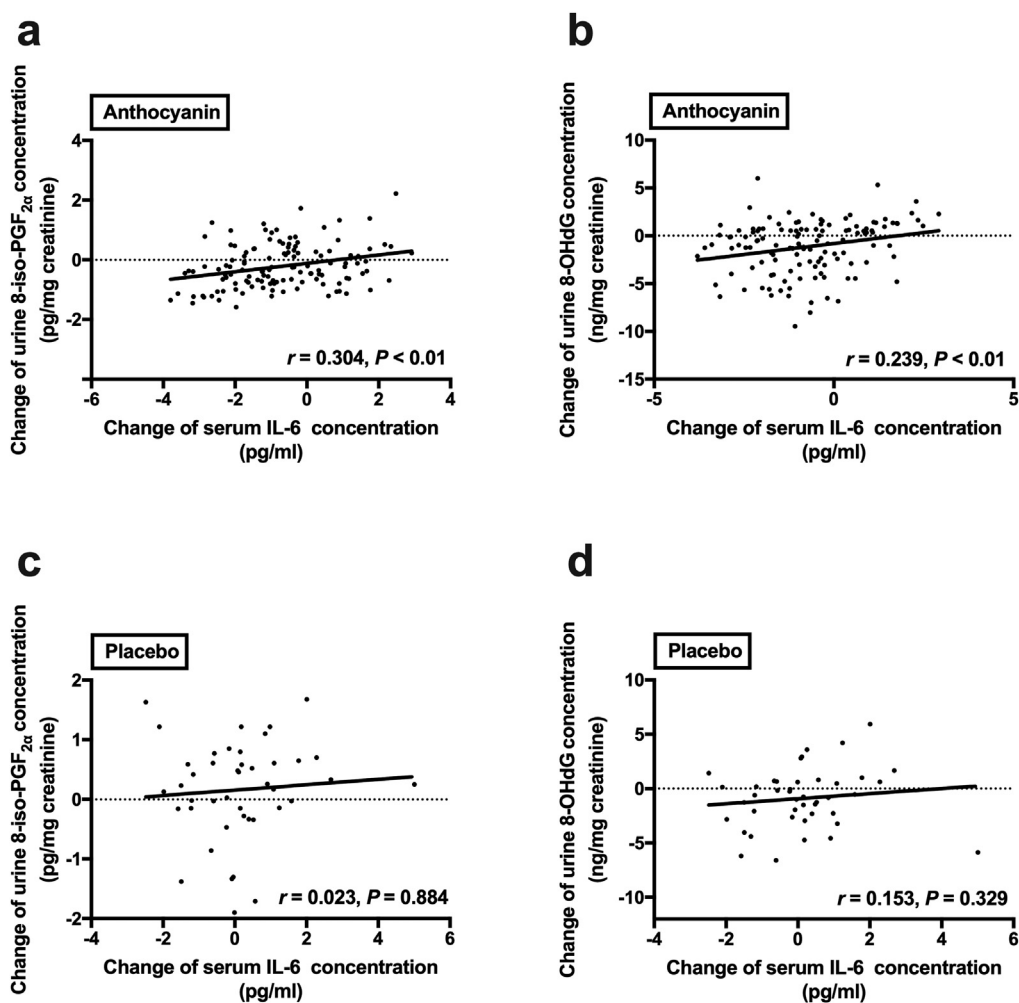 a
Anthocyanin
Change of urine 8-iso-PGF2α concentration
(pg/mg creatinine)
4
2
0
-2
-6
-4
-2
0
2
4
r = 0.304, P < 0.01
Change of serum IL-6 concentration
(pg/ml)
b
Anthocyanin
Change of urine 8-OHdG concentration
(ng/mg creatinine)
10
5
0
-5
-10
-15
-5
0
5
r = 0.239, P < 0.01
Change of serum IL-6 concentration
(pg/ml)
c
Placebo
Change of urine 8-iso-PGF2α concentration
(pg/mg creatinine)
2
1
0
-1
-2
-4
-2
0
2
4
6
r = 0.023, P = 0.884
Change of serum IL-6 concentration
(pg/ml)
d
Placebo
Change of urine 8-OHdG concentration
(ng/mg creatinine)
10
5
0
-5
-10
-4
-2
0
2
4
6
r = 0.153, P = 0.329
Change of serum IL-6 concentration
(pg/ml)